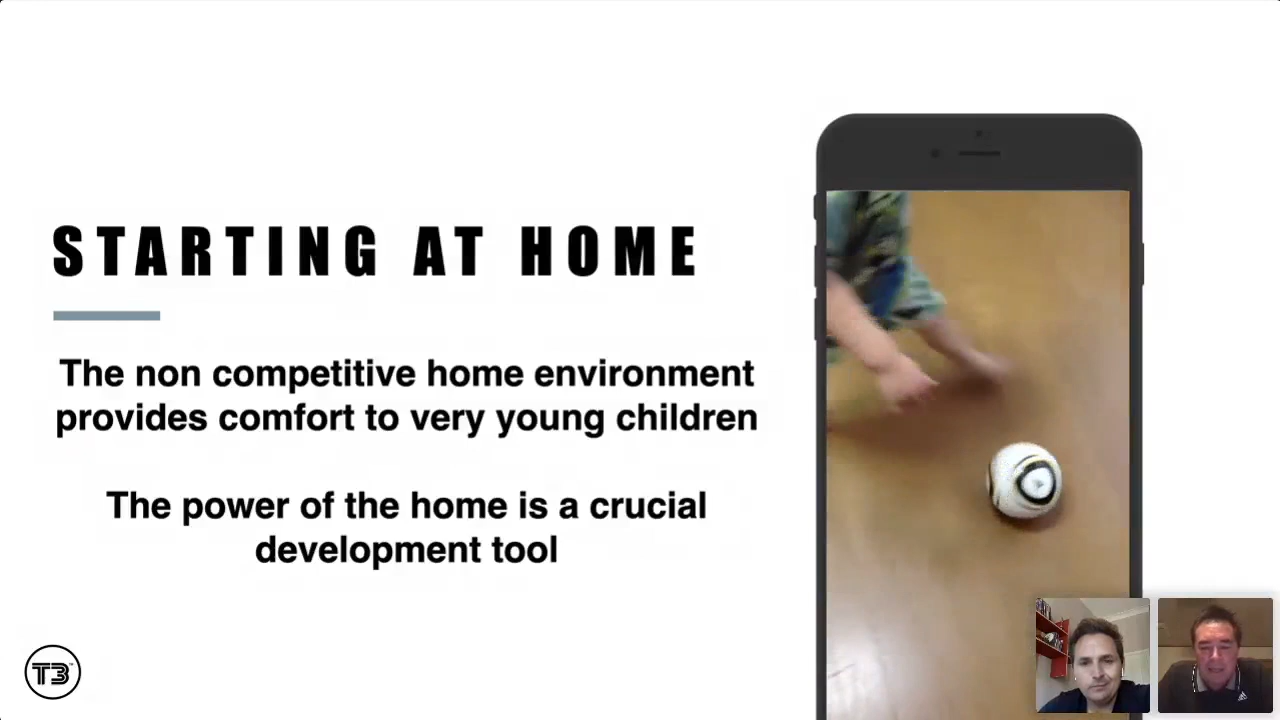 STARTING AT HOME
The non competitive home environment
provides comfort to very young children
The power of the home is a crucial
development tool
T3